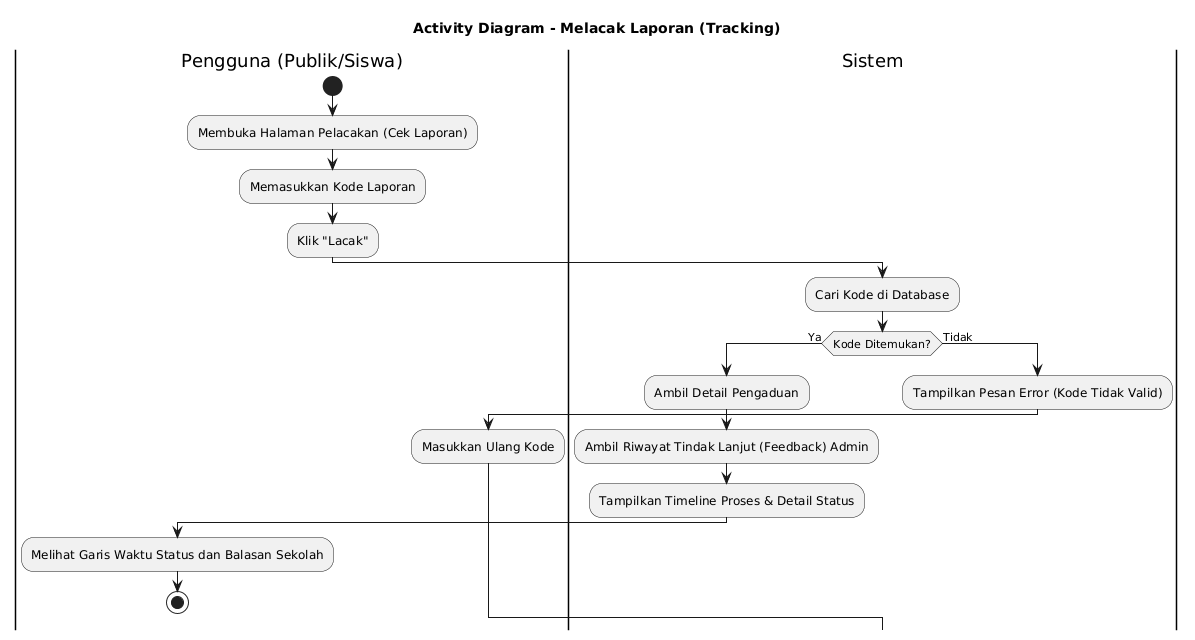 Activity Diagram - Melacak Laporan (Tracking)
Pengguna (Publik/Siswa)
Sistem
Membuka Halaman Pelacakan (Cek Laporan)
Memasukkan Kode Laporan
Klik "Lacak"
Cari Kode di Database
Ya
Kode Ditemukan?
Tidak
Ambil Detail Pengaduan
Tampilkan Pesan Error (Kode Tidak Valid)
Masukkan Ulang Kode
Ambil Riwayat Tindak Lanjut (Feedback) Admin
Tampilkan Timeline Proses & Detail Status
Melihat Garis Waktu Status dan Balasan Sekolah